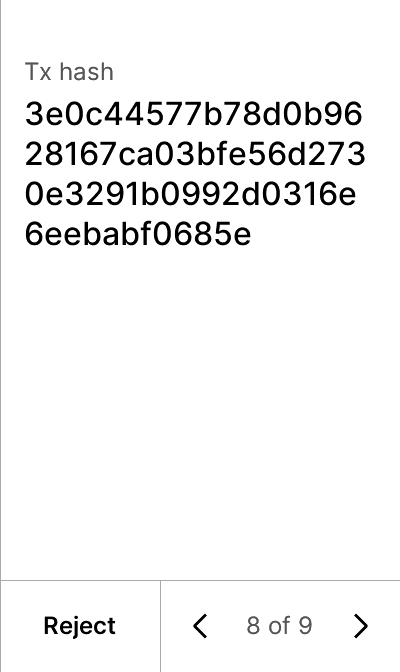 Tx hash
3e0c44577b78d0b96
28167ca03bfe56d273
0e3291b0992d0316e
6eebabf0685e
Reject
8 of 9